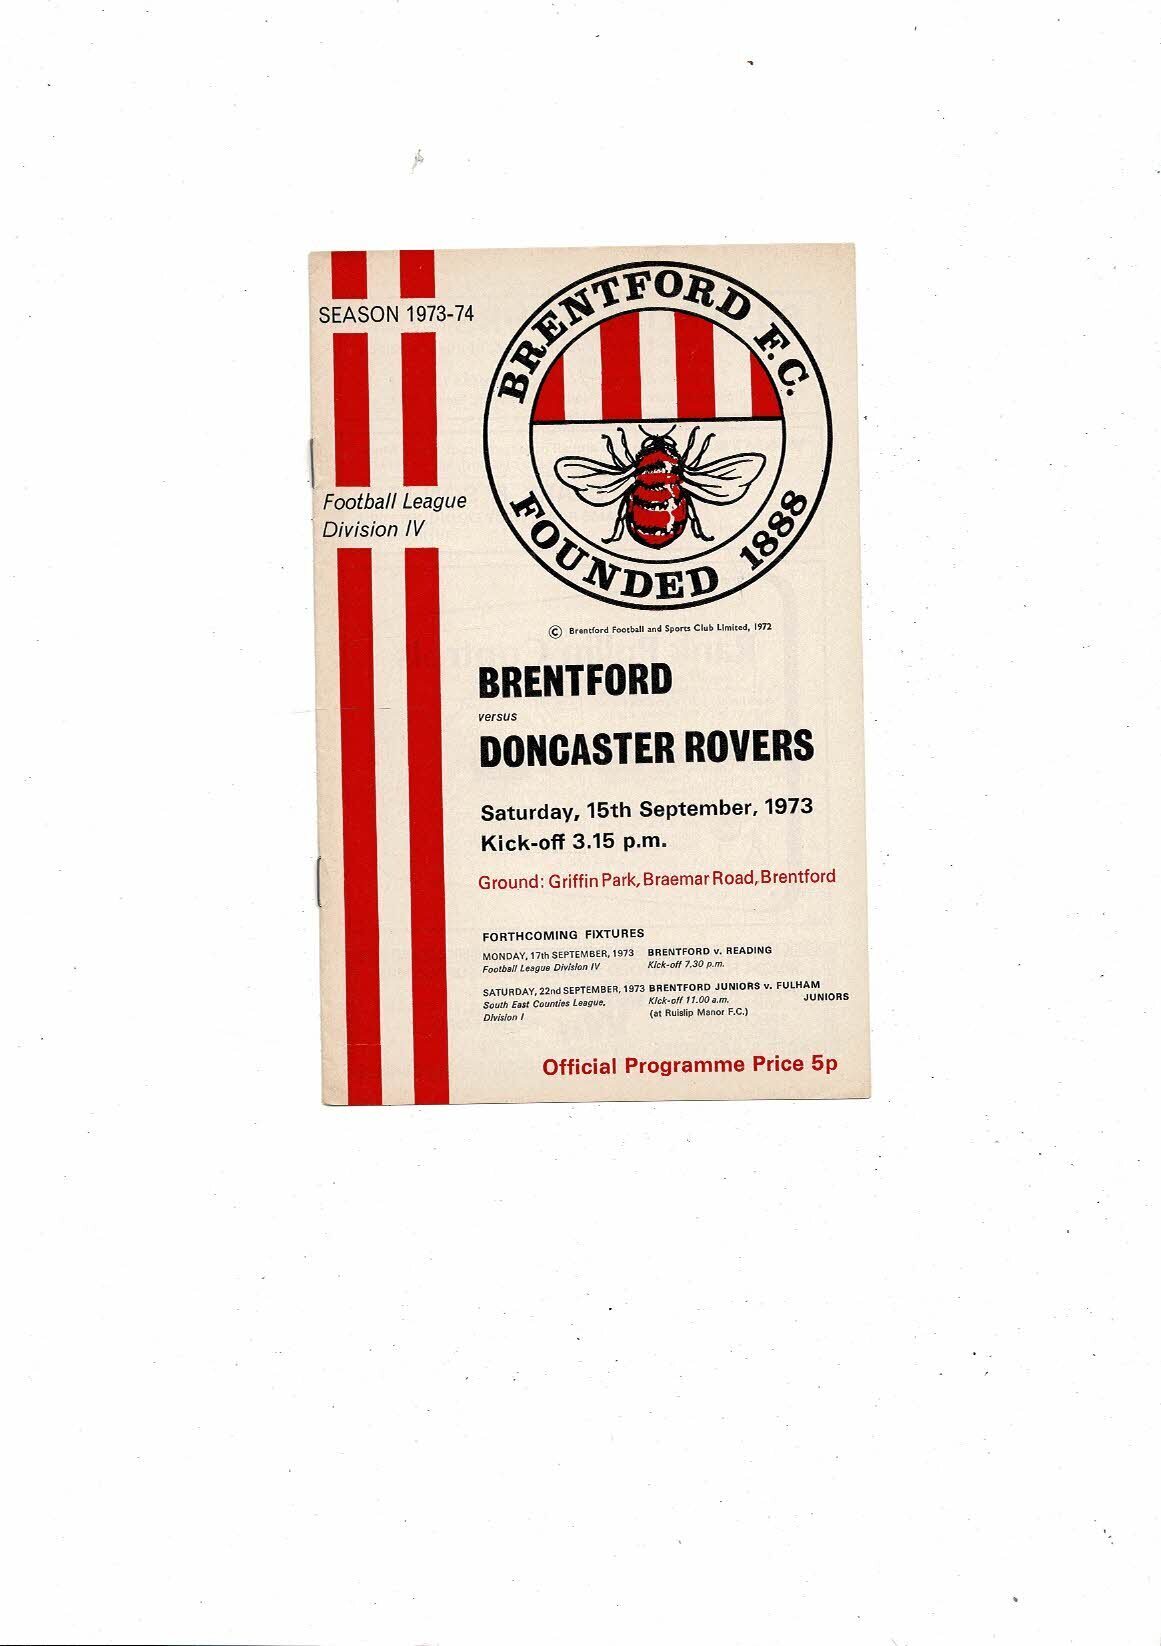 SEASON 1973-74
BRENTFORD F.C.
FOUNDED 1888
Football League
Division IV
© Brentford Football and Sports Club Limited, 1972
BRENTFORD
versus
DONCASTER ROVERS
Saturday, 15th September, 1973
Kick-off 3.15 p.m.
Ground: Griffin Park, Braemar Road, Brentford
FORTHCOMING FIXTURES
MONDAY, 17th SEPTEMBER, 1973 BRENTFORD v. READING
Football League Division IV Kick-off 7.30 p.m.
SATURDAY, 22nd SEPTEMBER, 1973 BRENTFORD JUNIORS v. FULHAM
JUNIORS
South East Counties League, Kick-off 11.00 a.m.
Division I (at Ruislip Manor F.C.)
Official Programme Price 5p